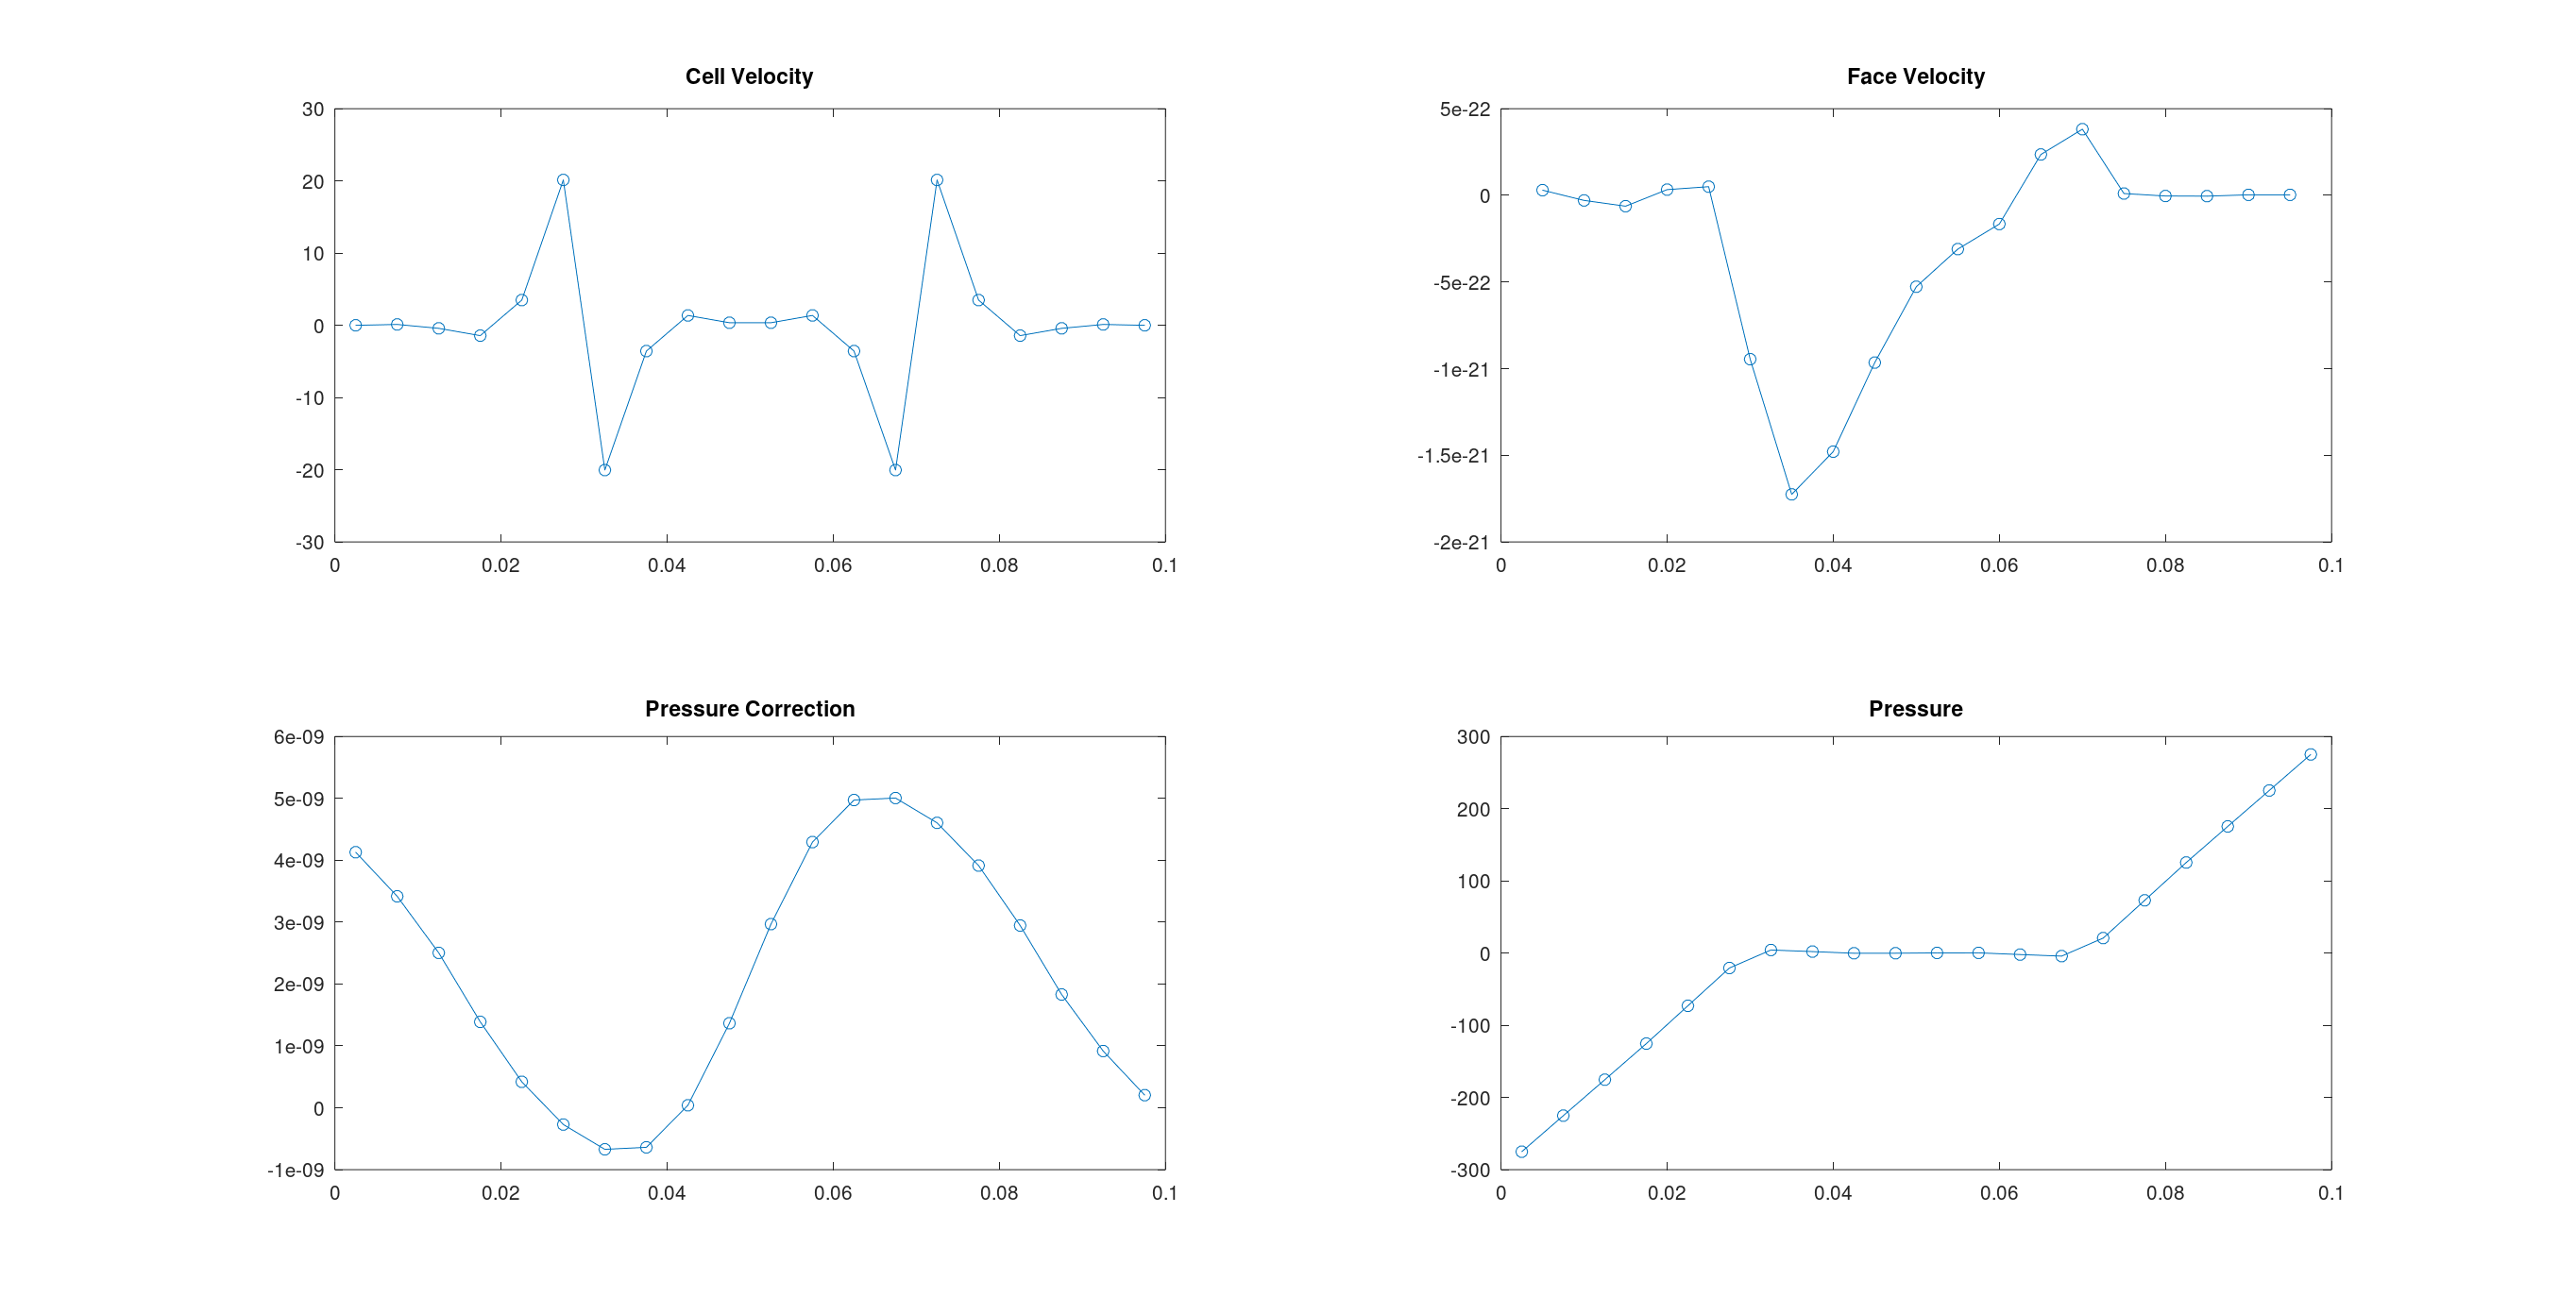 Cell Velocity
30
20
10
0
-10
-20
-30
0 0.02 0.04 0.06 0.08 0.1
Face Velocity
5e-22
0
-5e-22
-1e-21
-1.5e-21
-2e-21
0 0.02 0.04 0.06 0.08 0.1
Pressure Correction
6e-09
5e-09
4e-09
3e-09
2e-09
1e-09
0
-1e-09
0 0.02 0.04 0.06 0.08 0.1
Pressure
300
200
100
0
-100
-200
-300
0 0.02 0.04 0.06 0.08 0.1